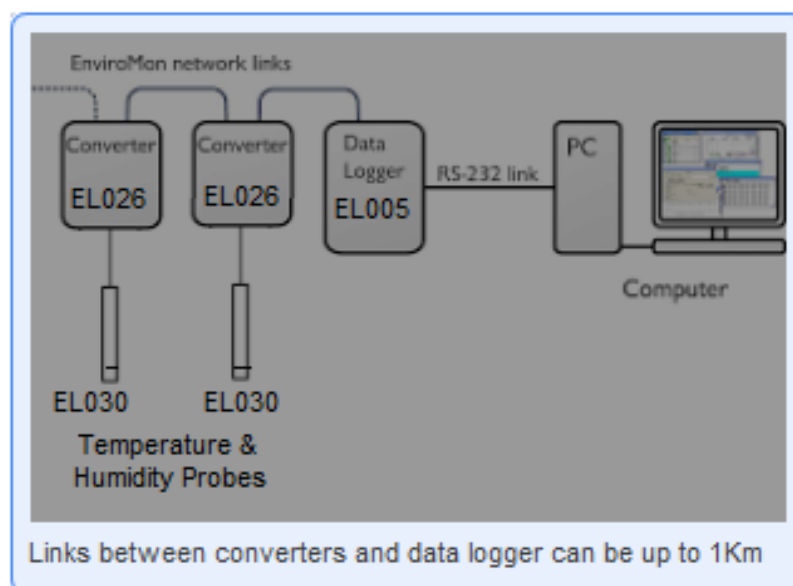 EnviroMon network links
Converter
EL026
Converter
EL026
Data
Logger
EL005
RS-232 link
PC
Computer
EL030
EL030
Temperature &
Humidity Probes
Links between converters and data logger can be up to 1Km